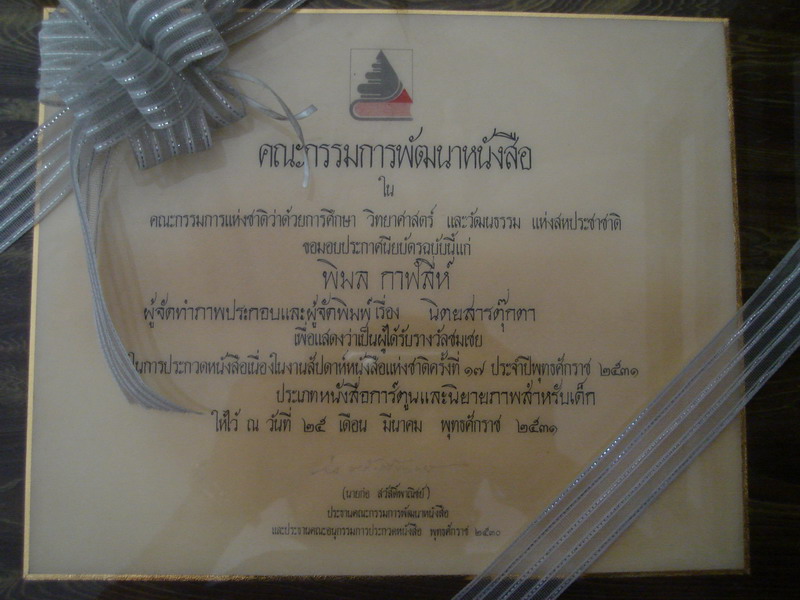 คณะกรรมการพัฒนาหนังสือ
ใน
คณะกรรมการแห่งชาติว่าด้วยการศึกษา วิทยาศาสตร์ และวัฒนธรรม แห่งสหประชาชาติ
ขอมอบประกาศนียบัตรฉบับนี้แก่
พิมล กาฬสีห์
ผู้จัดทำภาพประกอบและผู้จัดพิมพ์ เรื่อง นิตยสารตุ๊กตา
เพื่อแสดงว่าเป็นผู้ได้รับรางวัลชมเชย
ในการประกวดหนังสือเนื่องในงานสัปดาห์หนังสือแห่งชาติครั้งที่ ๑๗ ประจำปีพุทธศักราช ๒๕๓๑
ประเภทหนังสือการ์ตูนและนิยายภาพสำหรับเด็ก
ให้ไว้ ณ วันที่ ๒๕ เดือน มีนาคม พุทธศักราช ๒๕๓๑
(นายก่อ สวัสดิ์พาณิชย์)
ประธานคณะกรรมการพัฒนาหนังสือ
และประธานคณะอนุกรรมการประกวดหนังสือ พุทธศักราช ๒๕๓๐